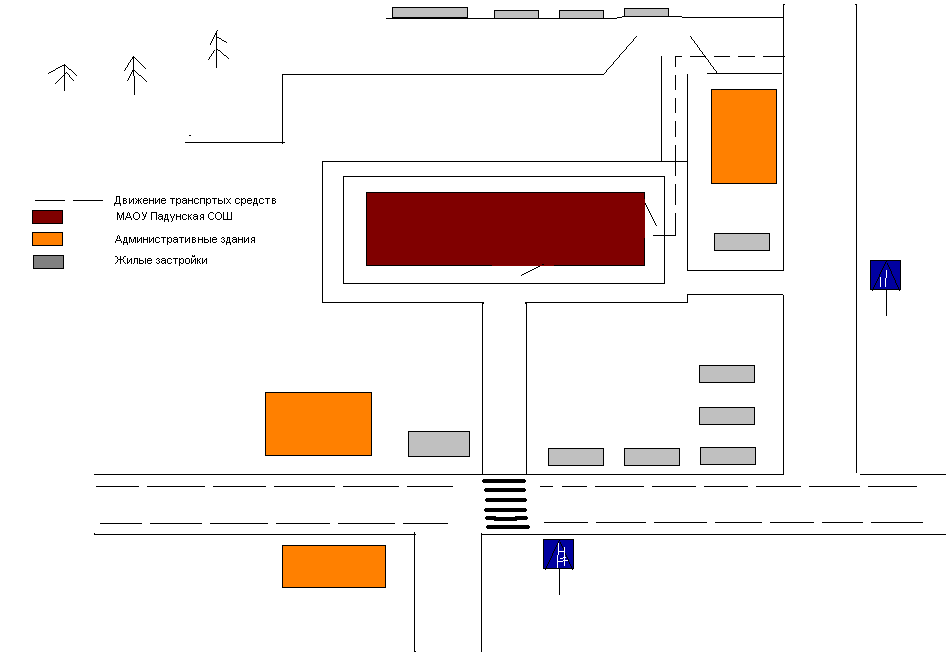 Движение транспртых средств
МАОУ Падунская СОШ
Административные здания
Жилые застройки